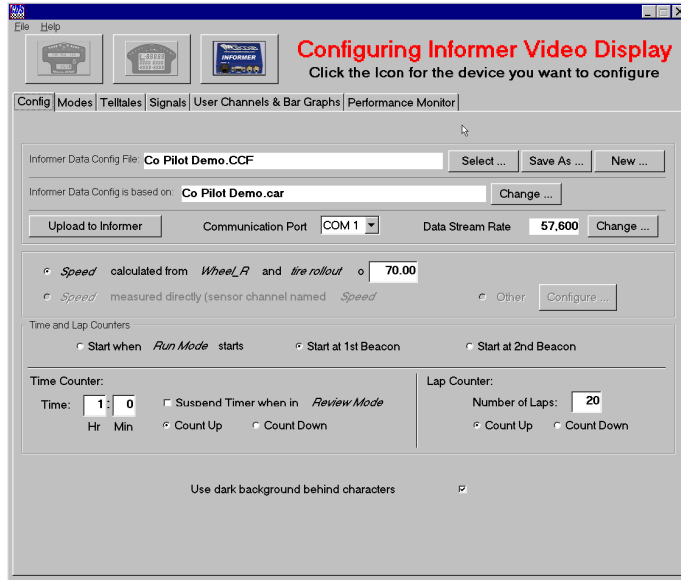 File Help
INFORMER
Configuring Informer Video Display
Click the Icon for the device you want to configure
Config Modes Telltales Signals User Channels & Bar Graphs Performance Monitor
Informer Data Config File: Co Pilot Demo.CCF Select ... Save As ... New ...
Informer Data Config is based on: Co Pilot Demo.car Change ...
Upload to Informer Communication Port COM 1 Data Stream Rate 57,600 Change ...
Speed calculated from Wheel_R and tire rollout o 70.00
Speed measured directly (sensor channel named Speed Other Configure ...
Time and Lap Counters
Start when Run Mode starts Start at 1st Beacon Start at 2nd Beacon
Time Counter: Lap Counter:
Time: 1 : 0 Suspend Timer when in Review Mode Number of Laps: 20
Hr Min Count Up Count Down Count Up Count Down
Use dark background behind characters